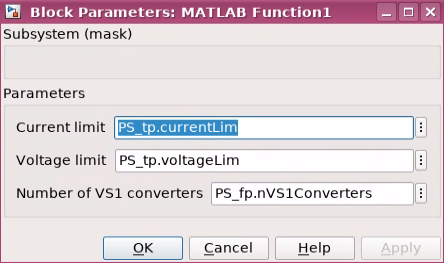 Block Parameters: MATLAB Function1
Subsystem (mask)
Parameters
Current limit PS_tp.currentLim
Voltage limit PS_tp.voltageLim
Number of VS1 converters PS_fp.nVS1Converters
OK Cancel Help Apply